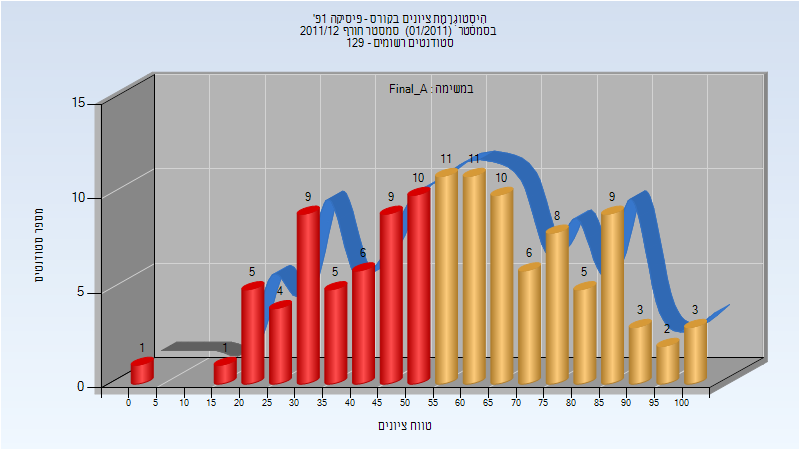 היסטוגרמת ציונים בקורס - פיסיקה 1פ'
בסמסטר (01/2011) סמסטר חורף 2011/12
סטודנטים רשומים - 129
במשימה : Final_A
מספר סטודנטים
15
10
5
0
1 1 5 4 9 5 6 9 10 11 11 10 6 8 5 9 3 2 3
0 5 10 15 20 25 30 35 40 45 50 55 60 65 70 75 80 85 90 95 100
טווח ציונים